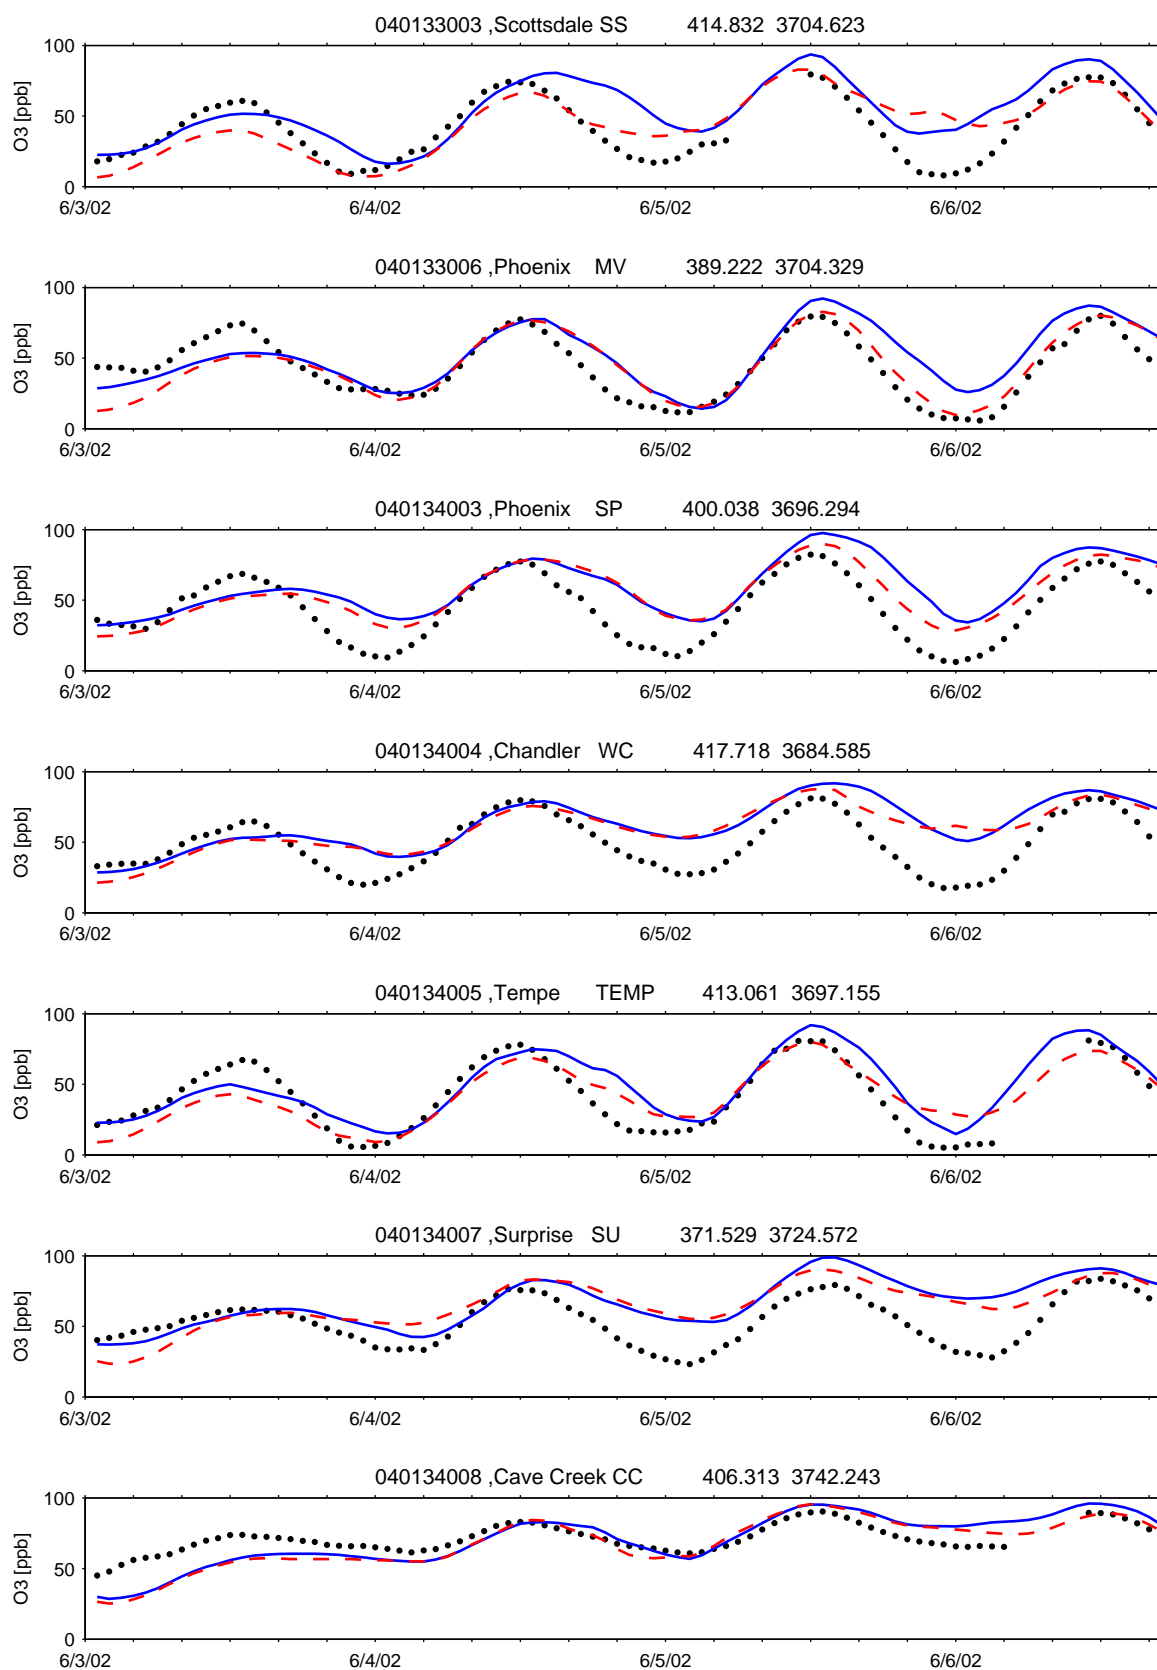 040133003 ,Scottsdale SS 414.832 3704.623
100
50
0
O3 [ppb]
6/3/02 6/4/02 6/5/02 6/6/02
040133006 ,Phoenix MV 389.222 3704.329
100
50
0
O3 [ppb]
6/3/02 6/4/02 6/5/02 6/6/02
040134003 ,Phoenix SP 400.038 3696.294
100
50
0
O3 [ppb]
6/3/02 6/4/02 6/5/02 6/6/02
040134004 ,Chandler WC 417.718 3684.585
100
50
0
O3 [ppb]
6/3/02 6/4/02 6/5/02 6/6/02
040134005 ,Tempe TEMP 413.061 3697.155
100
50
0
O3 [ppb]
6/3/02 6/4/02 6/5/02 6/6/02
040134007 ,Surprise SU 371.529 3724.572
100
50
0
O3 [ppb]
6/3/02 6/4/02 6/5/02 6/6/02
040134008 ,Cave Creek CC 406.313 3742.243
100
50
0
O3 [ppb]
6/3/02 6/4/02 6/5/02 6/6/02